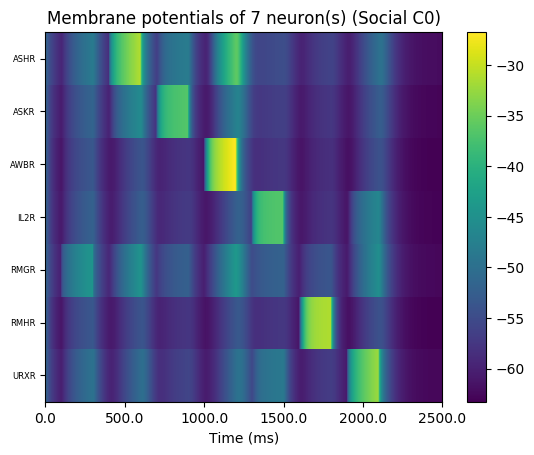 Membrane potentials of 7 neuron(s) (Social C0)
ASHR
ASKR
AWBR
IL2R
RMGR
RMHR
URXR
0.0 500.0 1000.0 1500.0 2000.0 2500.0
Time (ms)
−30
−35
−40
−45
−50
−55
−60